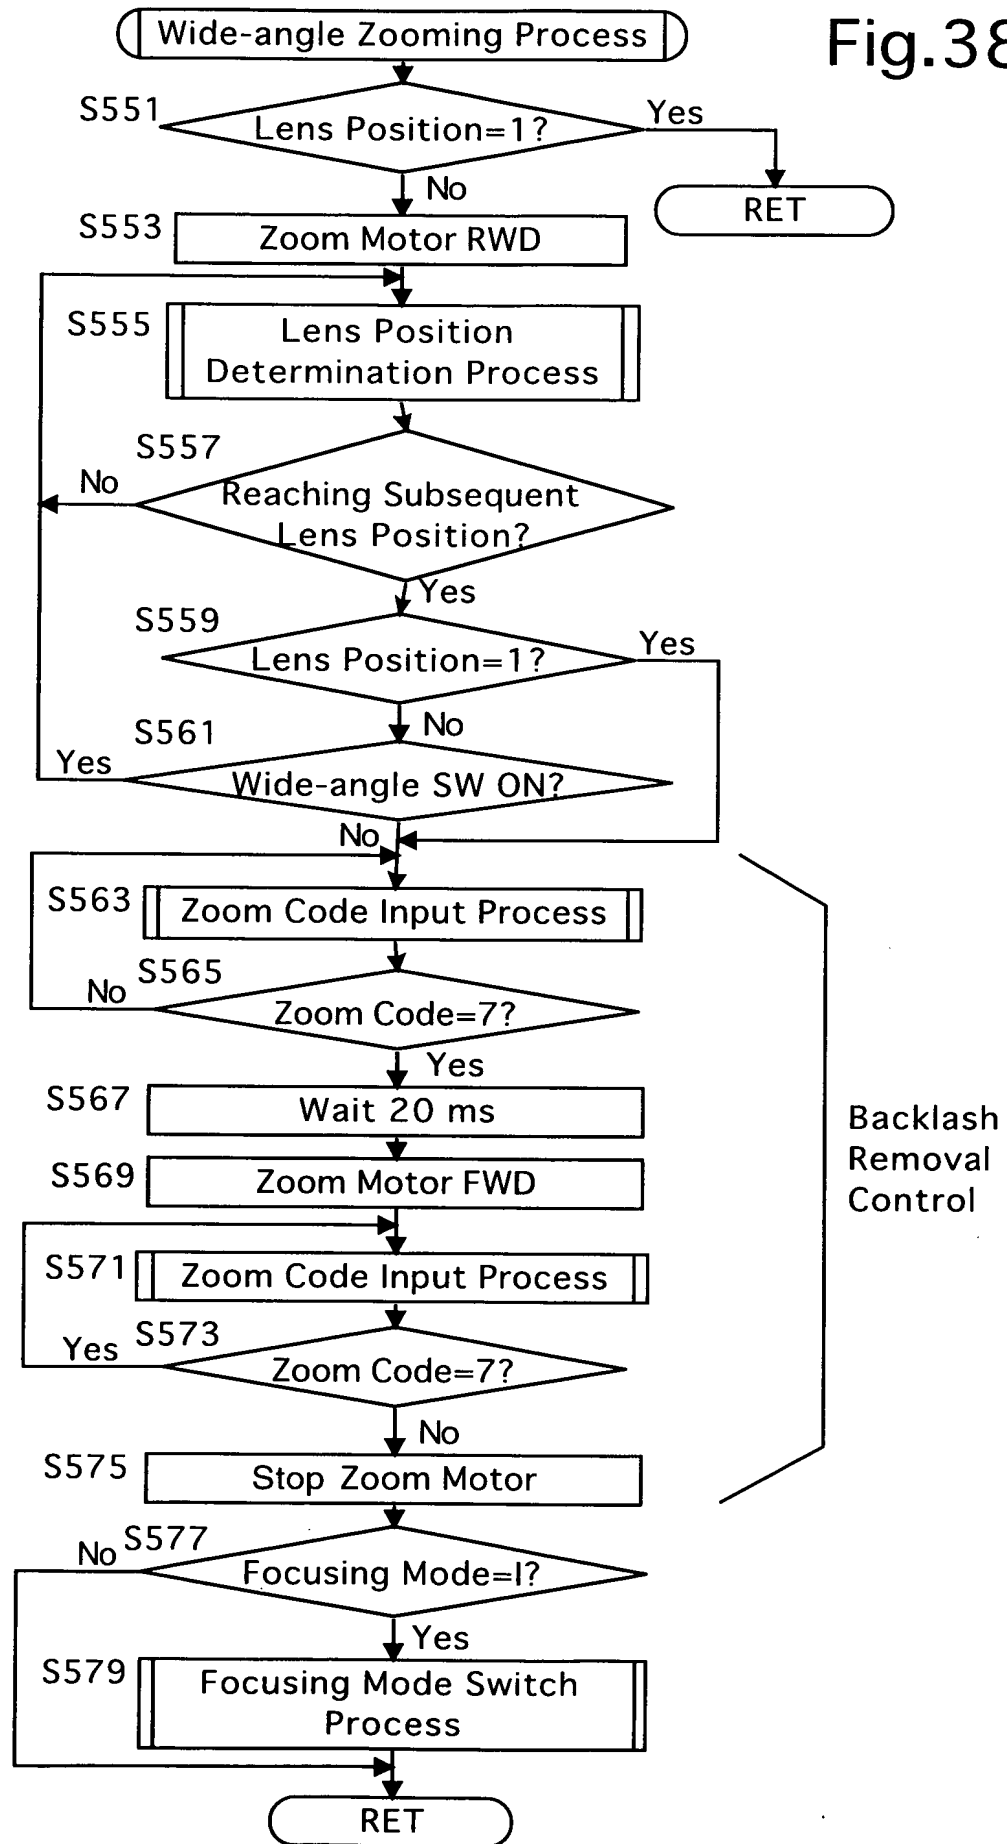 Wide-angle Zooming Process
Fig.38
S551
Lens Position=1?
Yes
RET
No
S553
Zoom Motor RWD
S555
Lens Position
Determination Process
S557
No
Reaching Subsequent
Lens Position?
Yes
S559
Lens Position=1?
Yes
No
S561
Yes
Wide-angle SW ON?
No
S563
Zoom Code Input Process
S565
No
Zoom Code=7?
Yes
S567
Wait 20 ms
S569
Zoom Motor FWD
Backlash
Removal
Control
S571
Zoom Code Input Process
S573
Yes
Zoom Code=7?
No
S575
Stop Zoom Motor
S577
No
Focusing Mode=I?
Yes
S579
Focusing Mode Switch
Process
RET